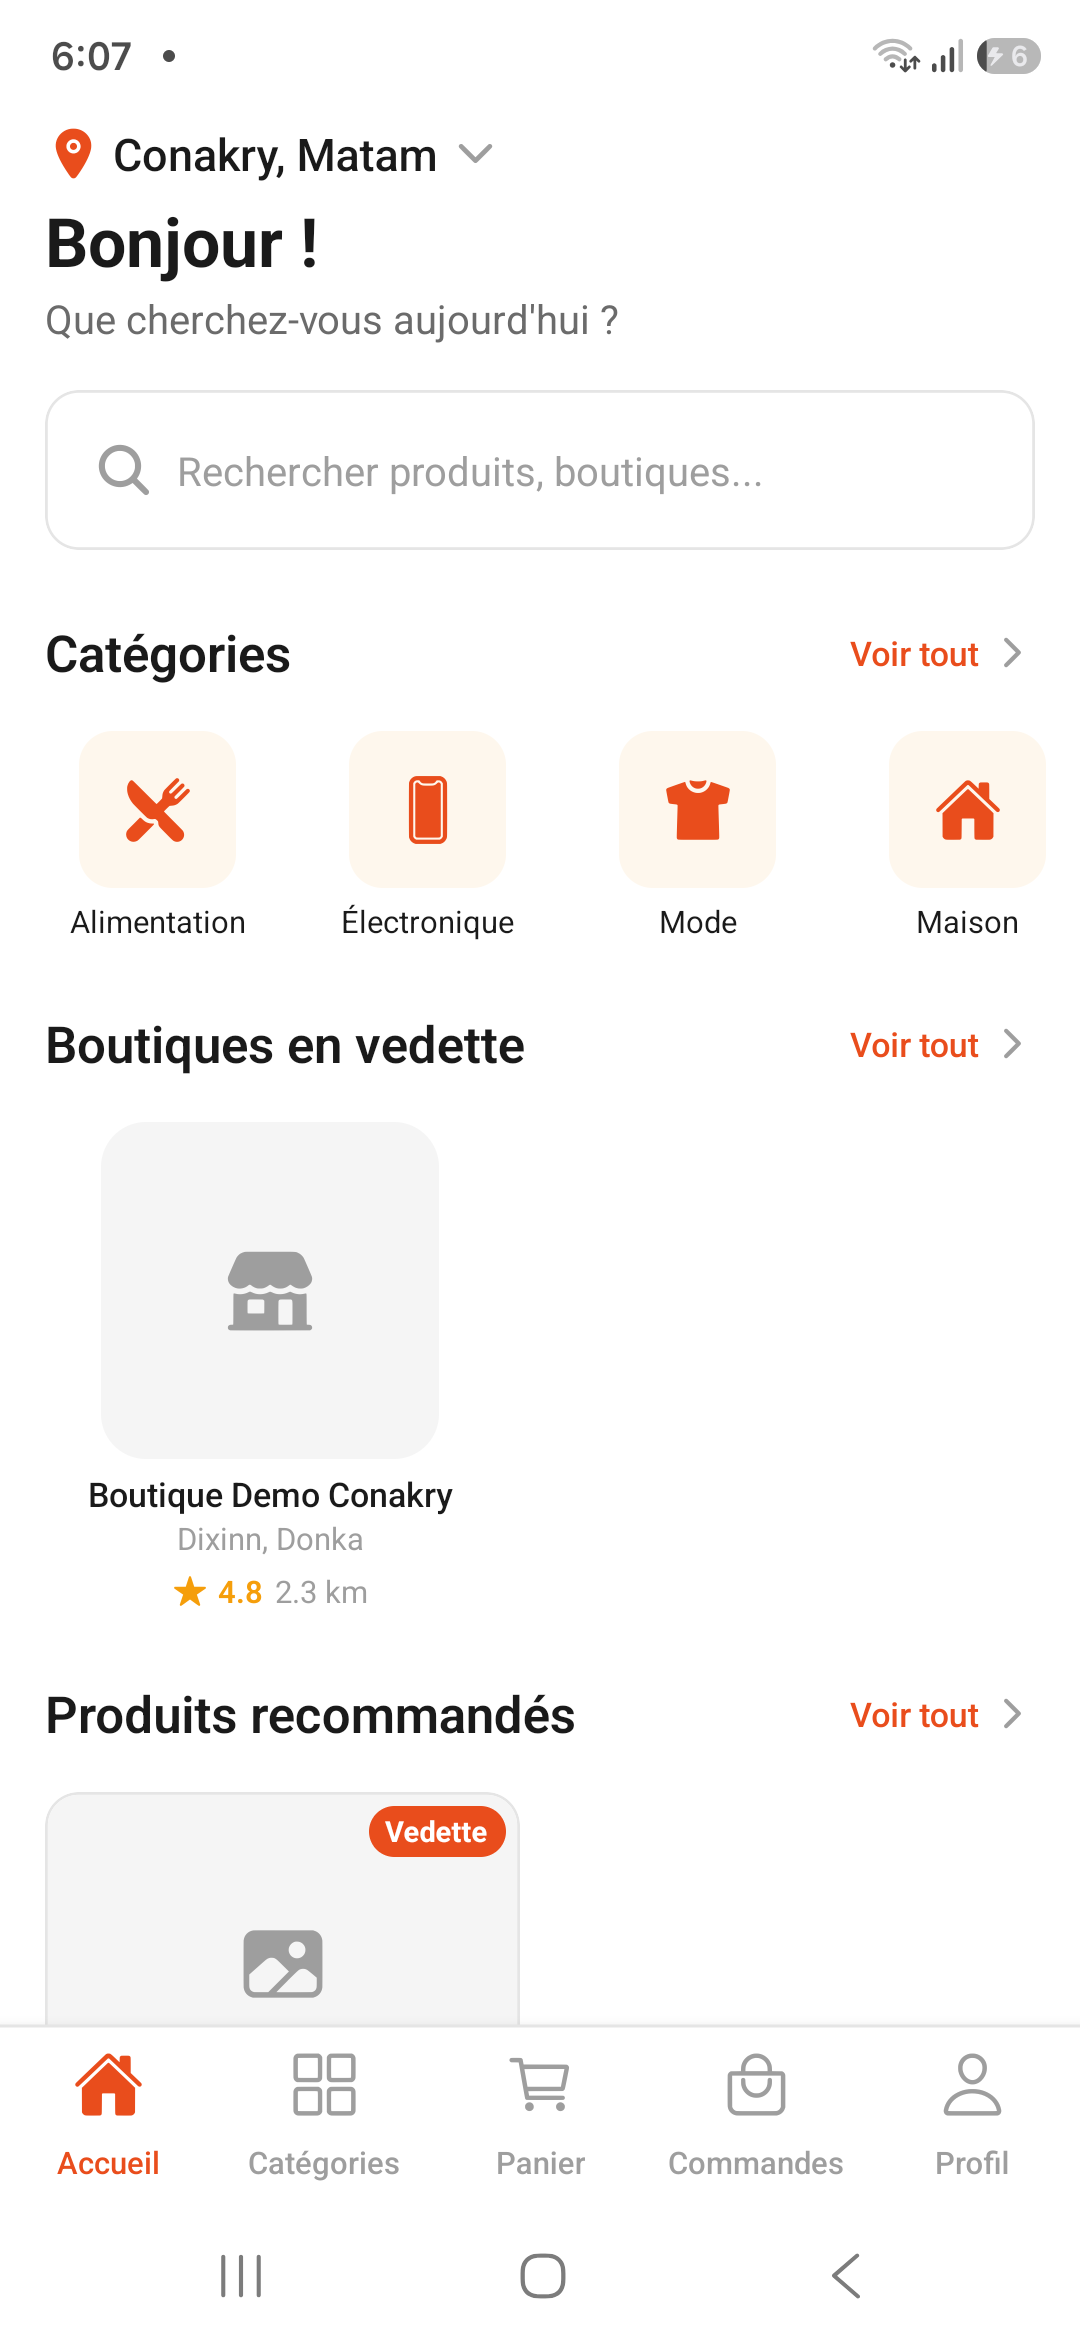 6:07
6
Conakry, Matam
Bonjour !
Que cherchez-vous aujourd'hui ?
Rechercher produits, boutiques...
Catégories
Voir tout
Alimentation
Électronique
Mode
Maison
Boutiques en vedette
Voir tout
Boutique Demo Conakry
Dixinn, Donka
4.8 2.3 km
Produits recommandés
Voir tout
Vedette
Accueil
Catégories
Panier
Commandes
Profil